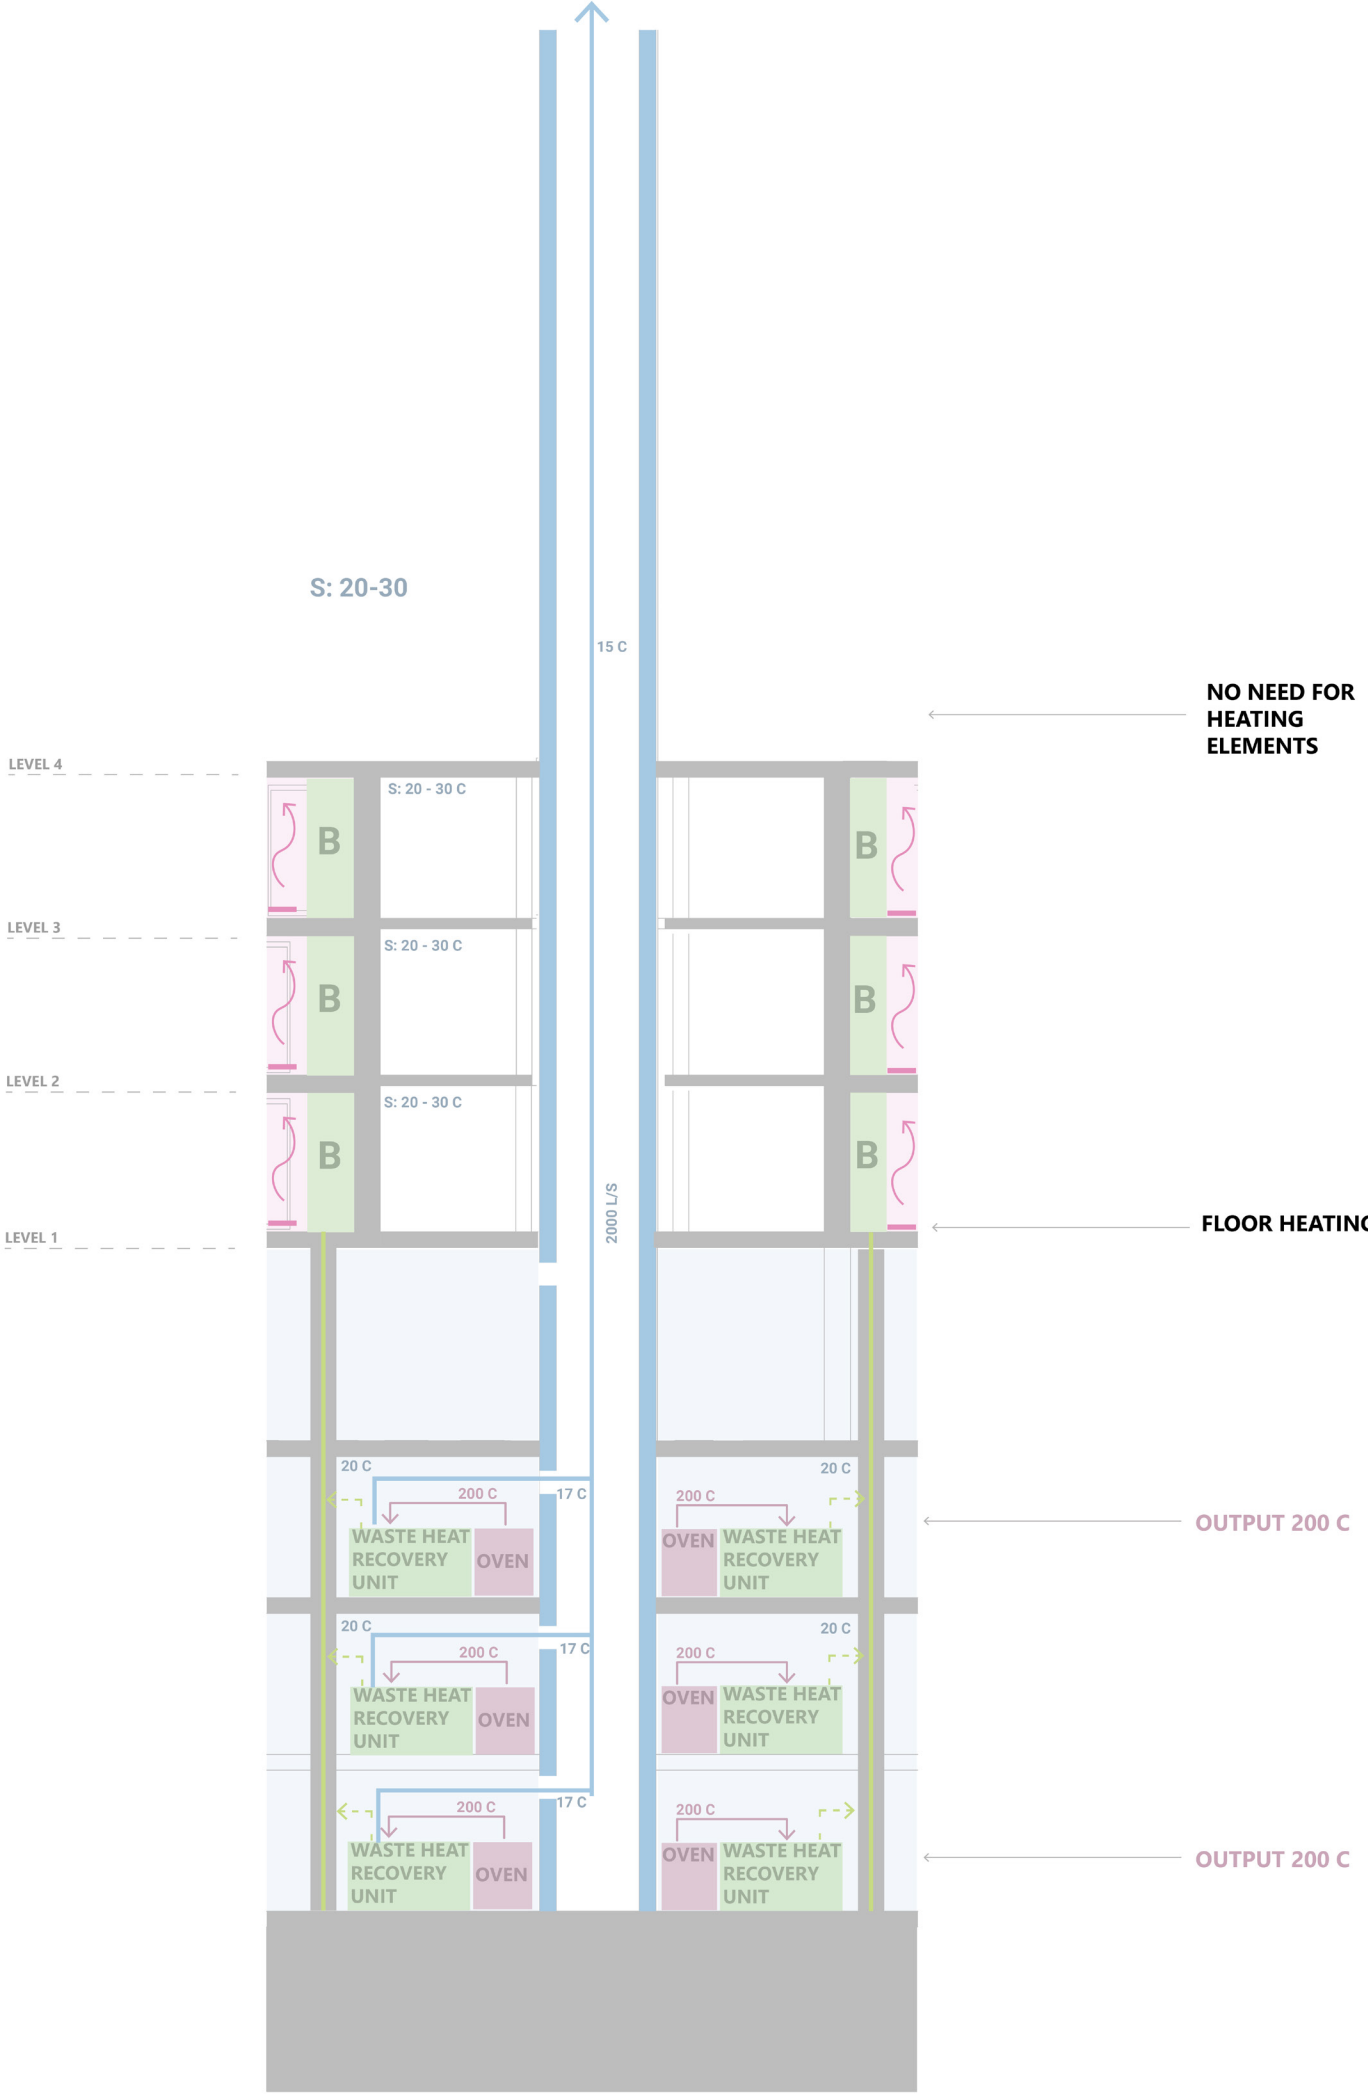 S: 20-30
15 C
NO NEED FOR
HEATING
ELEMENTS
LEVEL 4
S: 20 - 30 C
B
B
LEVEL 3
S: 20 - 30 C
B
B
LEVEL 2
S: 20 - 30 C
B
B
2000 L/S
LEVEL 1
FLOOR HEATING
20 C
200 C
17 C
200 C
20 C
WASTE HEAT
RECOVERY
UNIT
OVEN
OVEN
WASTE HEAT
RECOVERY
UNIT
OUTPUT 200 C
20 C
200 C
17 C
200 C
20 C
WASTE HEAT
RECOVERY
UNIT
OVEN
OVEN
WASTE HEAT
RECOVERY
UNIT
200 C
17 C
200 C
WASTE HEAT
RECOVERY
UNIT
OVEN
OVEN
WASTE HEAT
RECOVERY
UNIT
OUTPUT 200 C